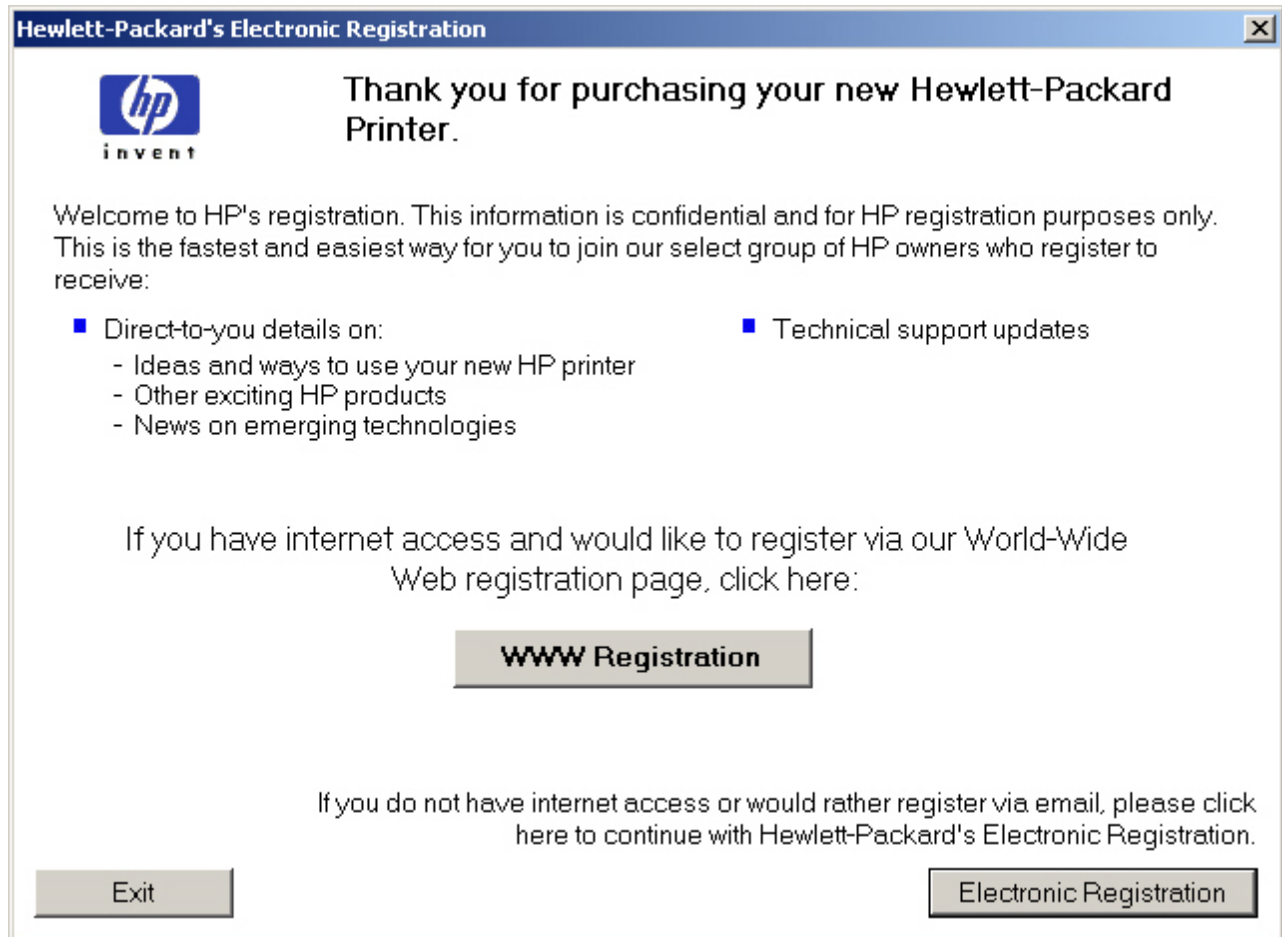 Hewlett-Packard's Electronic Registration
hp
invent
Thank you for purchasing your new Hewlett-Packard
Printer.
Welcome to HP's registration. This information is confidential and for HP registration purposes only.
This is the fastest and easiest way for you to join our select group of HP owners who register to
receive:
Direct-to-you details on:
- Ideas and ways to use your new HP printer
- Other exciting HP products
- News on emerging technologies
Technical support updates
If you have internet access and would like to register via our World-Wide
Web registration page, click here:
WWW Registration
If you do not have internet access or would rather register via email, please click
here to continue with Hewlett-Packard's Electronic Registration.
Exit
Electronic Registration